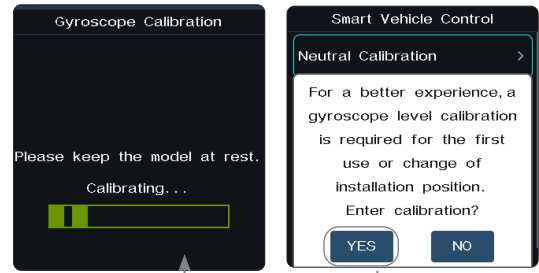 Gyroscope Calibration
Please keep the model at rest.
Calibrating...
Smart Vehicle Control
Neutral Calibration >
For a better experience, a
gyroscope level calibration
is required for the first
use or change of
installation position.
Enter calibration?
YES NO